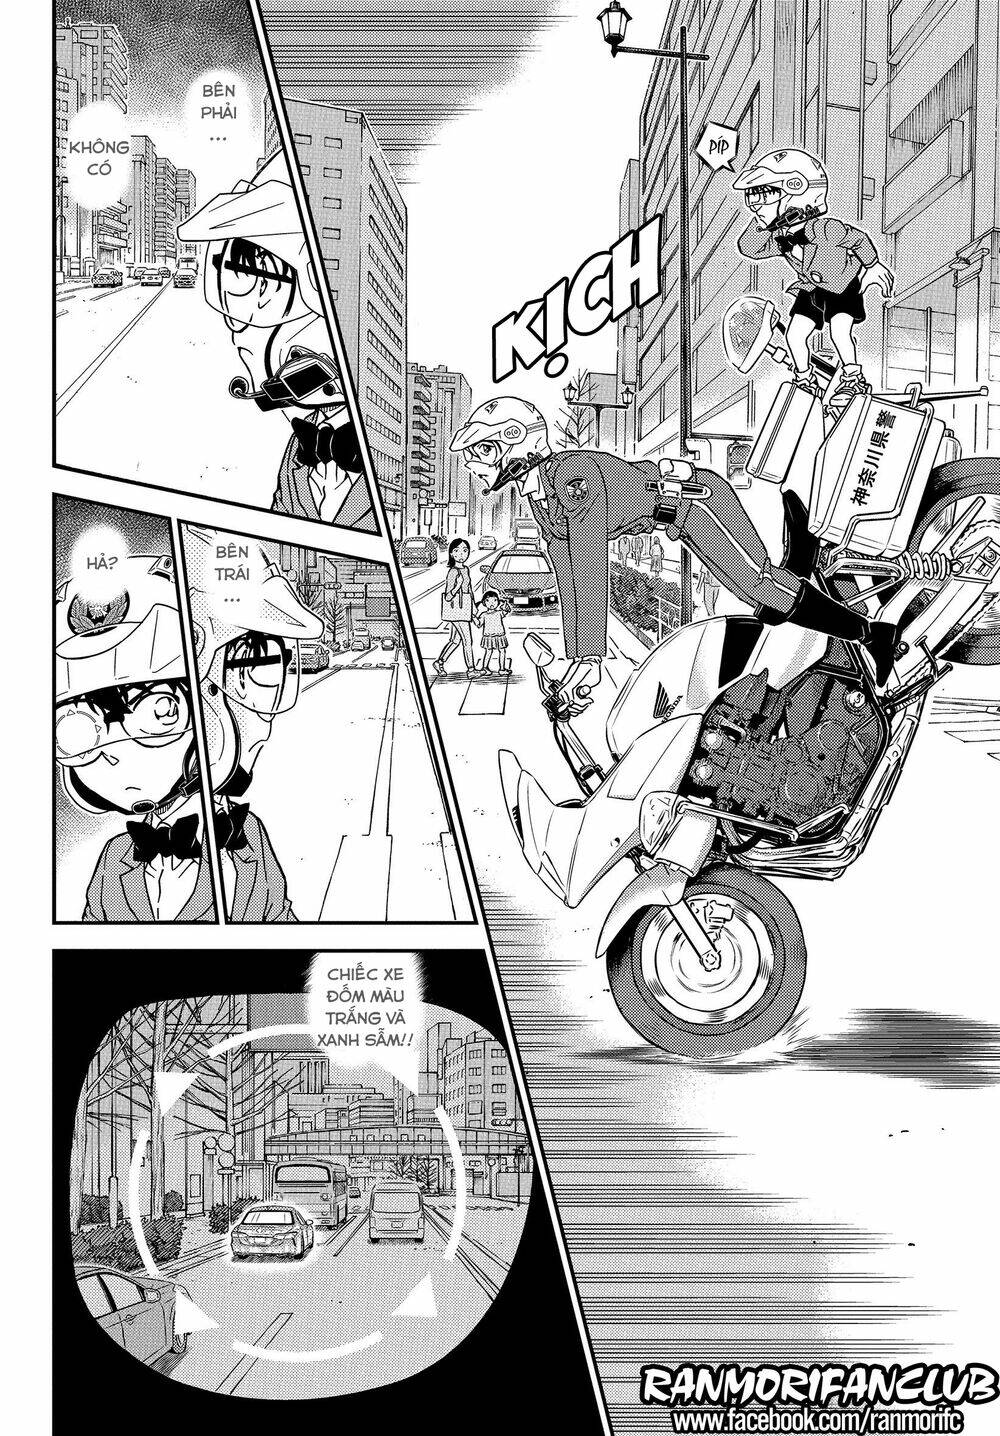 PÍP
KỊCH
神奈川県警
HONDA
BÊN
PHẢI
...
KHÔNG
CÓ
BÊN
TRÁI
...
HẢ?
CHIẾC XE
ĐỐM MÀU
TRẮNG VÀ
XANH SẪM!!
RANMORIFANCLUB
www.facebook.com/ranmorifc